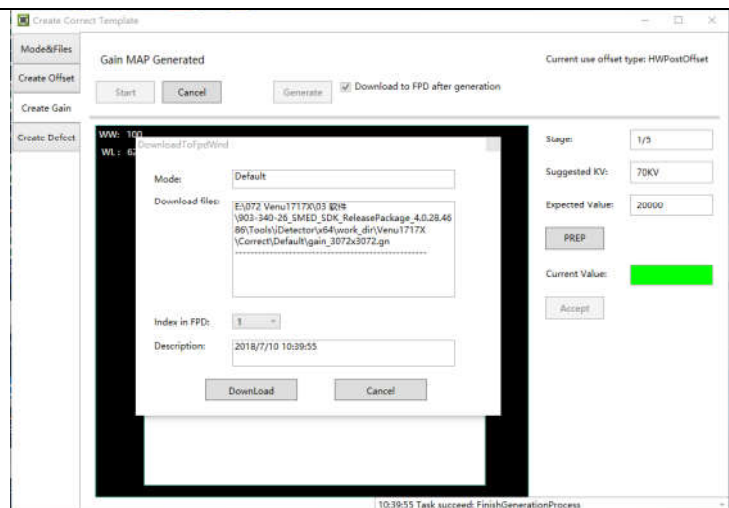 Create Correct Template
Mode&Files
Create Offset
Create Gain
Create Defect
Gain MAP Generated
Current use offset type: HWPostOffset
Start
Cancel
Generate
Download to FPD after generation
WW: 100
WL: 62
DownloadToFpdWind
Mode:
Default
Download files:
E:\072 Venu1717X\03 软件
\903-340-26_SMED_SDK_ReleasePackage_4.0.28.46
86\Tools\iDetector\x64\work_dir\Venu1717X
\Correct\Default\gain_3072x3072.gn
------------------------------------------------
Index in FPD:
1
Description:
2018/7/10 10:39:55
DownLoad
Cancel
Stage:
1/5
Suggested KV:
70KV
Expected Value:
20000
PREP
Current Value:
Accept
10:39:55 Task succeed: FinishGenerationProcess